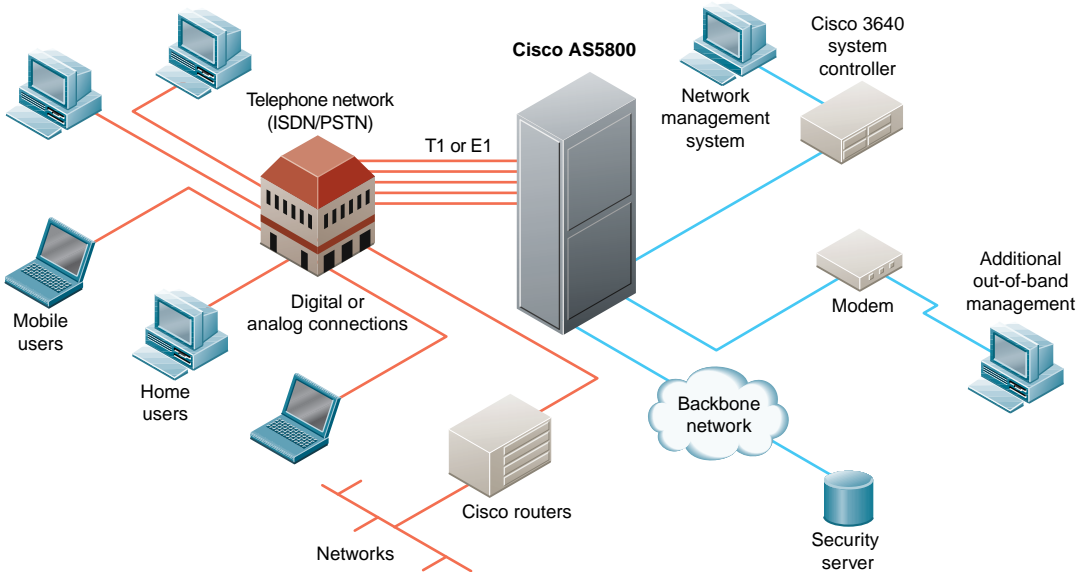 Cisco AS5800
Cisco 3640
system
controller
Telephone network
(ISDN/PSTN)
Network
management
system
T1 or E1
Additional
out-of-band
management
Modem
Digital or
analog connections
Mobile
users
Home
users
Backbone
network
Cisco routers
Networks
Security
server